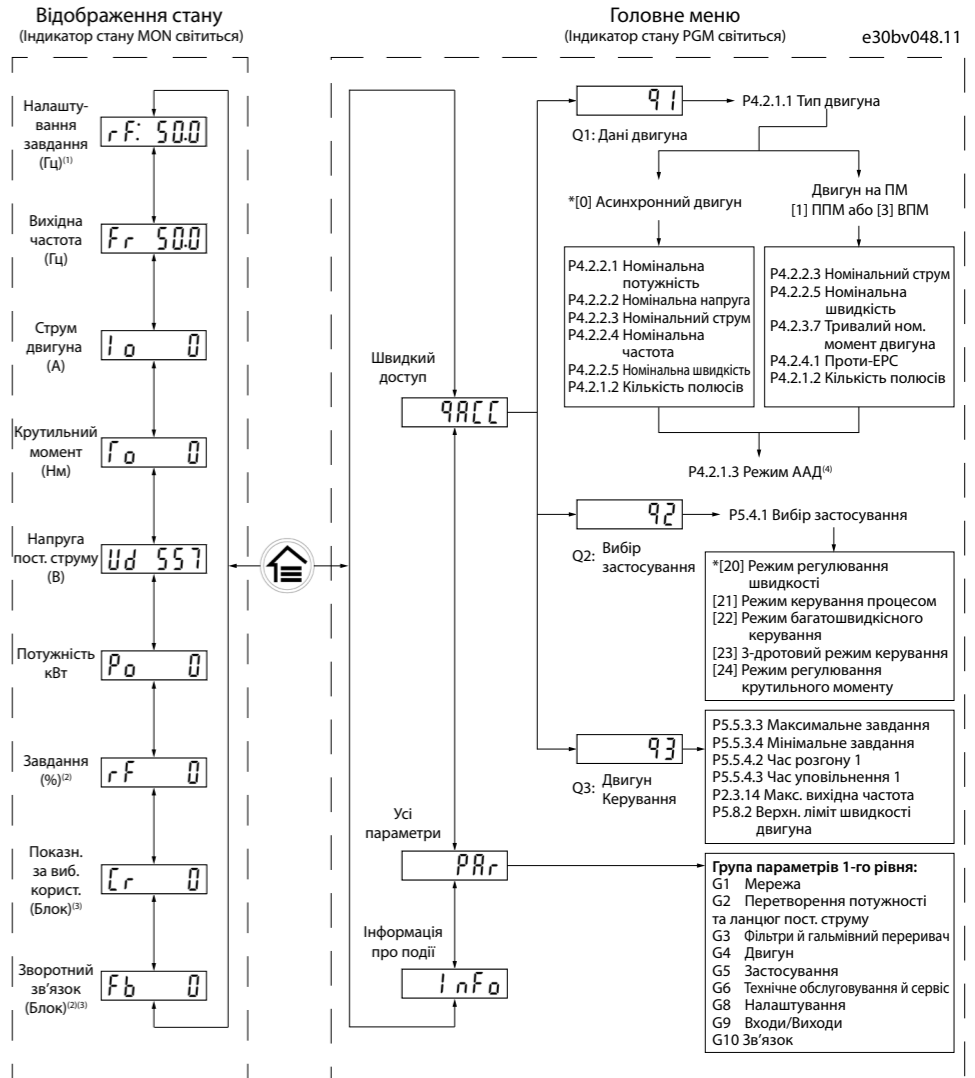 Відображення стану
(Індикатор стану MON світиться)
Головне меню
(Індикатор стану PGM світиться)
e30bv048.11
Налашту-
вання
завдання
(Гц)(1)
rF: 50.0
Вихідна
частота
(Гц)
Fr 50.0
Струм
двигуна
(А)
Io 0
Крутильний
момент
(Нм)
To 0
Напруга
пост. струму
(В)
Ud 557
Потужність
кВт
Po 0
Завдання
(%)(2)
rF 0
Показн.
за виб.
корист.
(Блок)(3)
Cr 0
Зворотний
зв'язок
(Блок)(2)(3)
Fb 0
Швидкий
доступ
qACC
Усі
параметри
PAr
Інформація
про події
InFo
q1
Q1: Дані двигуна
P4.2.1.1 Тип двигуна
*[0] Асинхронний двигун
Двигун на ПМ
[1] ППМ або [3] ВПМ
P4.2.2.1 Номінальна
потужність
P4.2.2.2 Номінальна напруга
P4.2.2.3 Номінальний струм
P4.2.2.4 Номінальна
частота
P4.2.2.5 Номінальна швидкість
P4.2.1.2 Кількість полюсів
P4.2.2.3 Номінальний струм
P4.2.2.5 Номінальна
швидкість
P4.2.3.7 Тривалий ном.
момент двигуна
P4.2.4.1 Проти-ЕРС
P4.2.1.2 Кількість полюсів
P4.2.1.3 Режим ААД(4)
q2
Q2: Вибір
застосування
P5.4.1 Вибір застосування
*[20] Режим регулювання
швидкості
[21] Режим керування процесом
[22] Режим багатошвидкісного
керування
[23] 3-дротовий режим керування
[24] Режим регулювання
крутильного моменту
q3
Q3: Двигун
Керування
P5.5.3.3 Максимальне завдання
P5.5.3.4 Мінімальне завдання
P5.5.4.2 Час розгону 1
P5.5.4.3 Час уповільнення 1
P2.3.14 Макс. вихідна частота
P5.8.2 Верхн. ліміт швидкості
двигуна
Група параметрів 1-го рівня:
G1 Мережа
G2 Перетворення потужності
та ланцюг пост. струму
G3 Фільтри й гальмівний переривач
G4 Двигун
G5 Застосування
G6 Технічне обслуговування й сервіс
G8 Налаштування
G9 Входи/Виходи
G10 Зв'язок